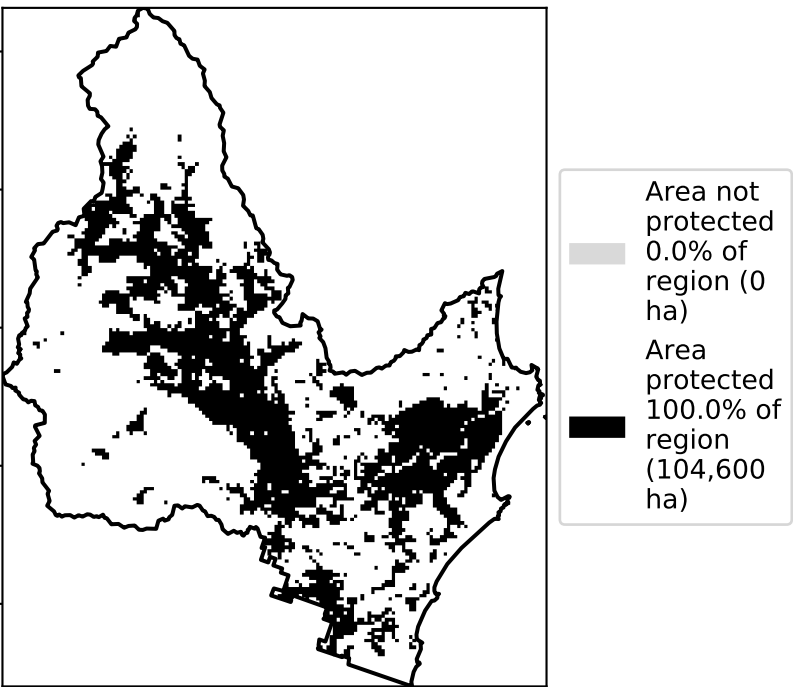 Area not
protected
0.0% of
region (0
ha)
Area
protected
100.0% of
region
(104,600
ha)